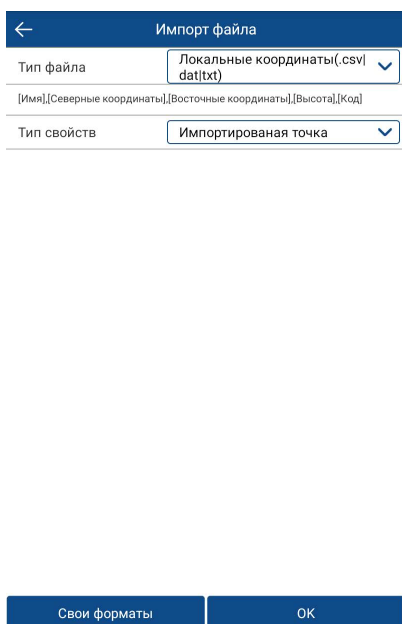 Импорт файла
Тип файла
Локальные координаты(.csv|
dat|txt)
[Имя],[Северные координаты],[Восточные координаты],[Высота],[Код]
Тип свойств
Импортированая точка
Свои форматы
OK